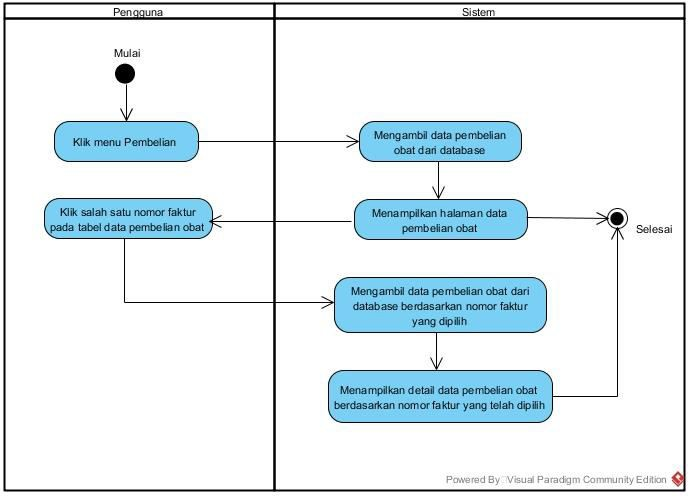 Pengguna
Sistem
Mulai
Klik menu Pembelian
Mengambil data pembelian
obat dari database
Klik salah satu nomor faktur
pada tabel data pembelian obat
Menampilkan halaman data
pembelian obat
Selesai
Mengambil data pembelian obat dari
database berdasarkan nomor faktur
yang dipilih
Menampilkan detail data pembelian obat
berdasarkan nomor faktur yang telah dipilih
Powered By Visual Paradigm Community Edition